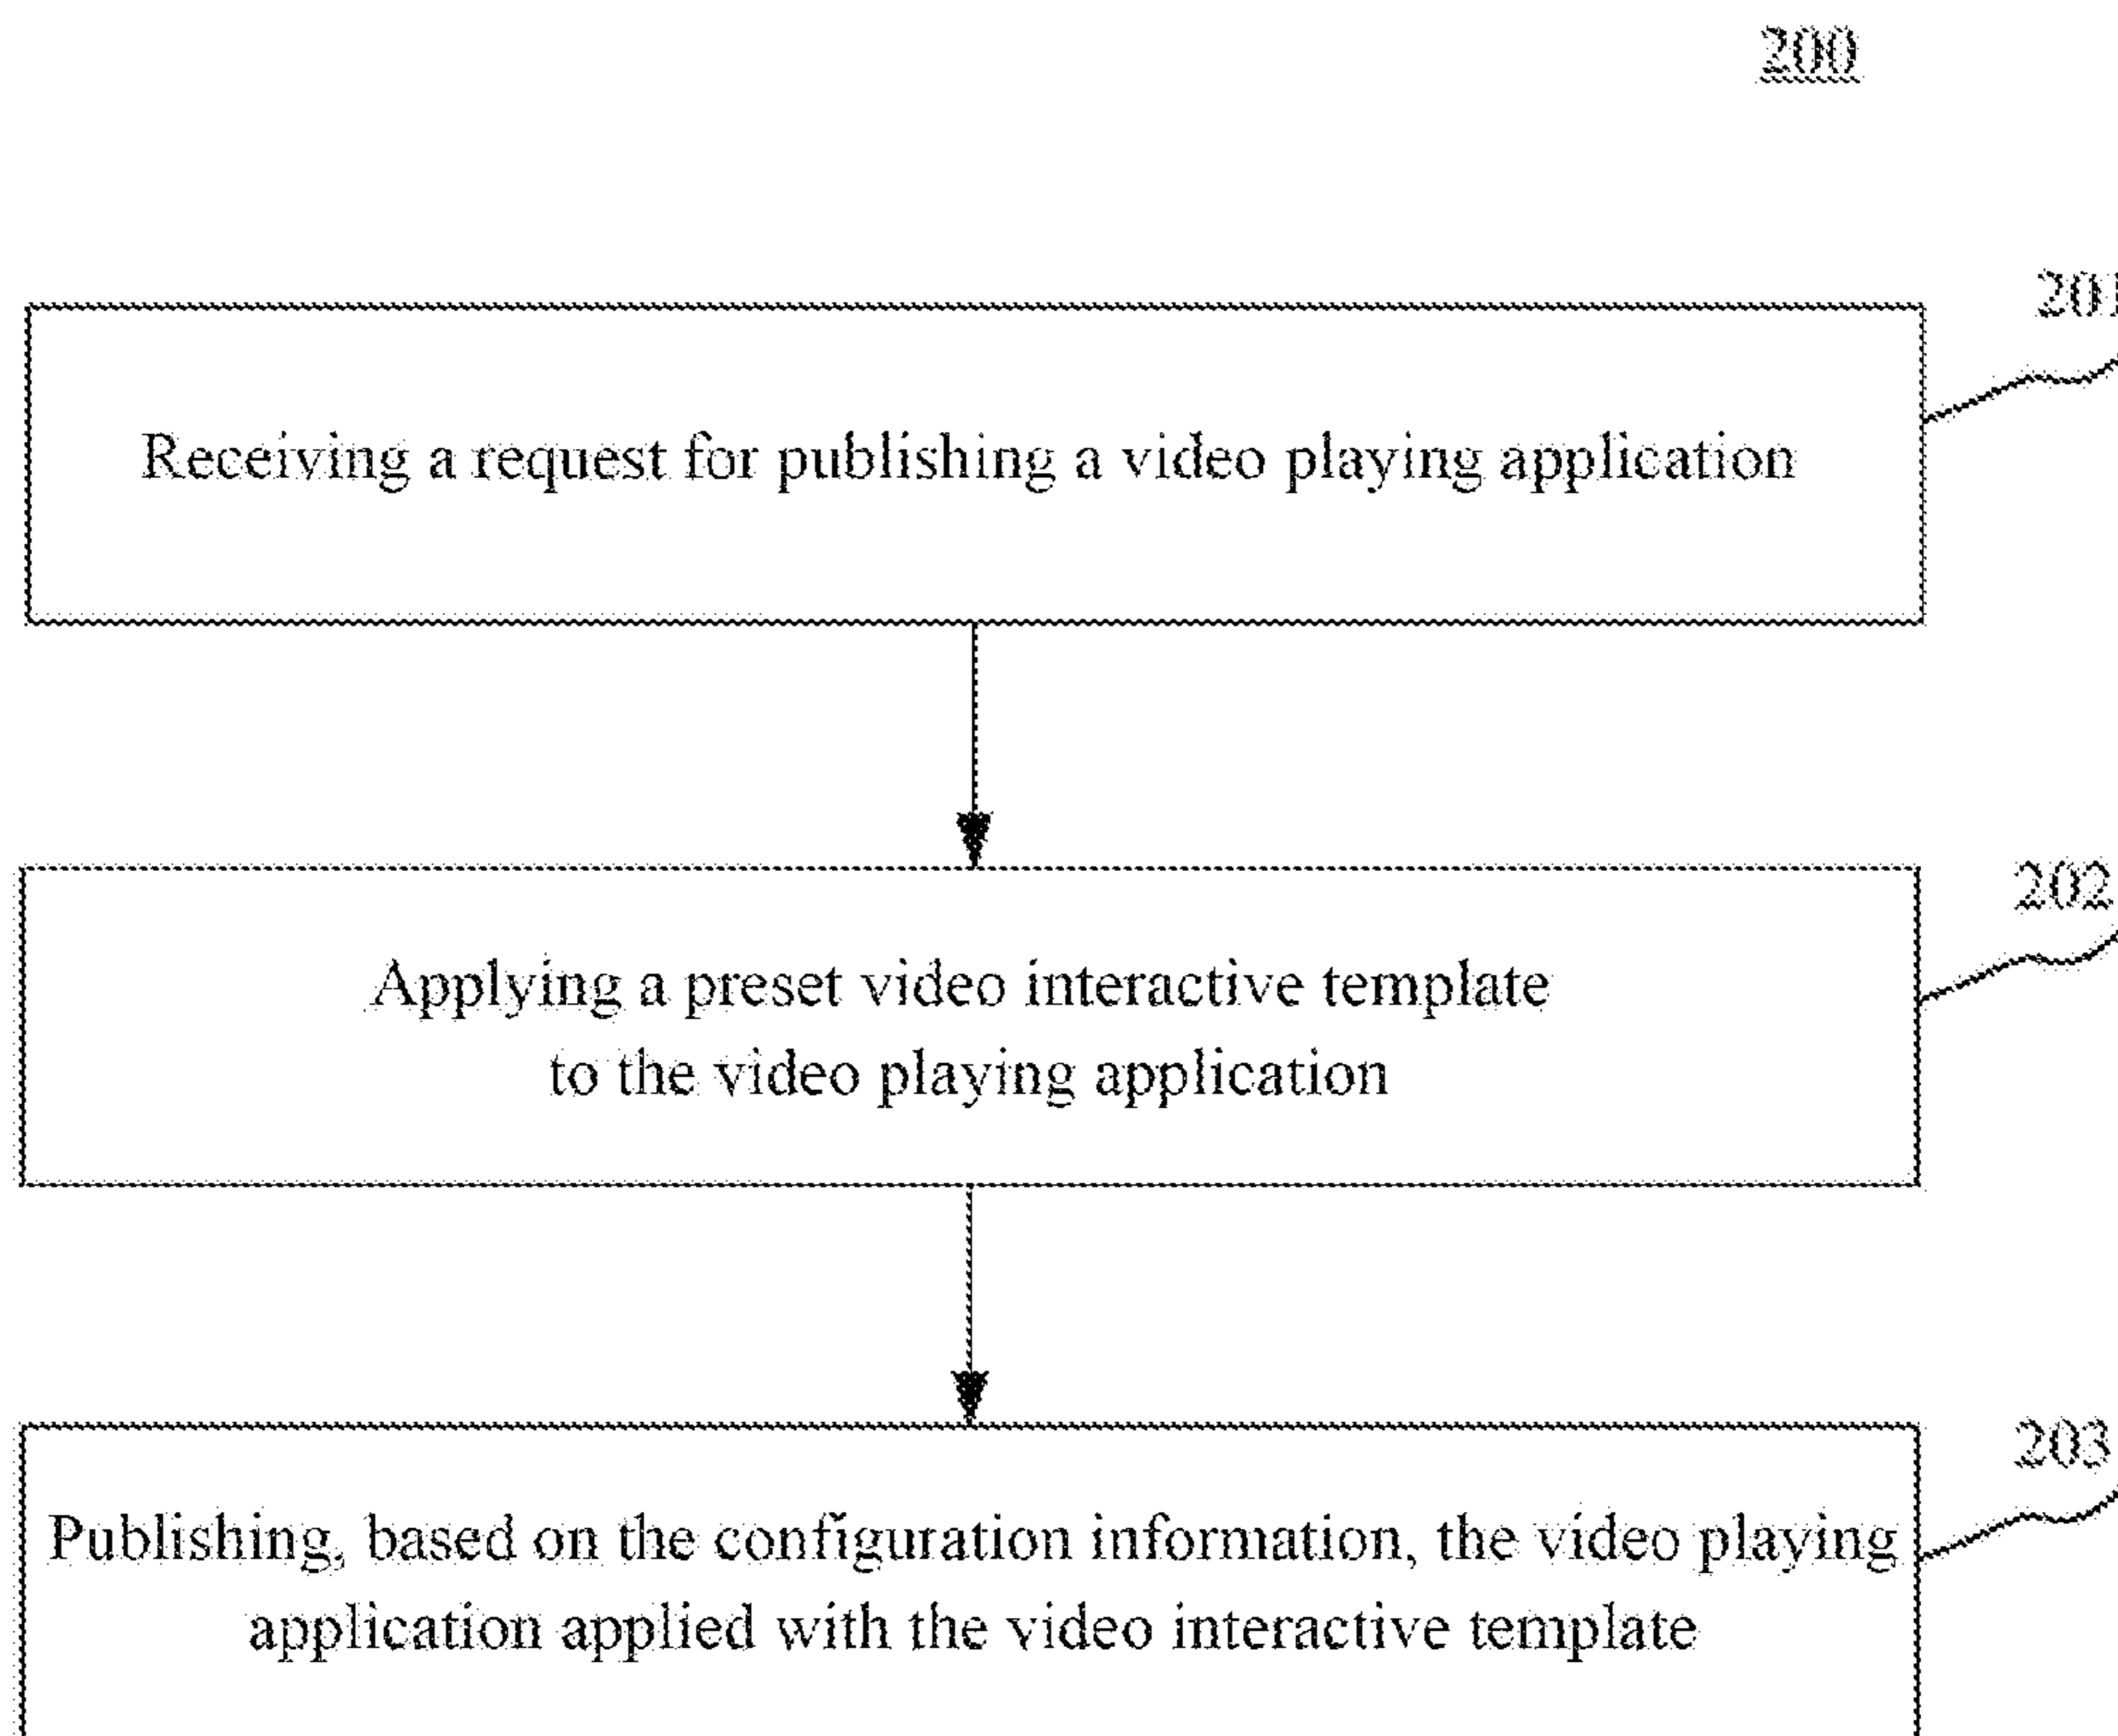 200
201
Receiving a request for publishing a video playing application
202
Applying a preset video interactive template
to the video playing application
203
Publishing, based on the configuration information, the video playing
application applied with the video interactive template